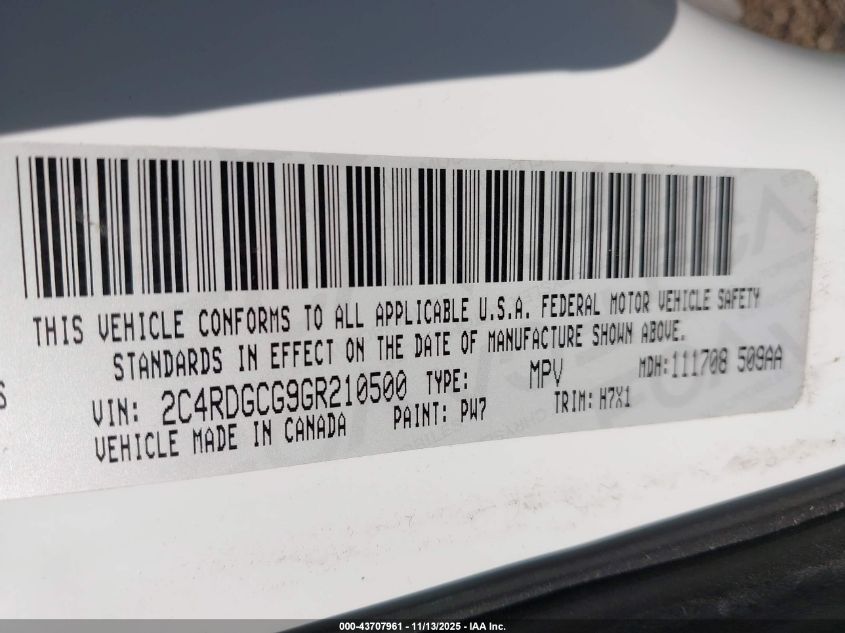 THIS VEHICLE CONFORMS TO ALL APPLICABLE U.S.A. FEDERAL MOTOR VEHICLE SAFETY
STANDARDS IN EFFECT ON THE DATE OF MANUFACTURE SHOWN ABOVE.
S
VIN: 2C4RDGCG9GR210500 TYPE: MPV MDH:111708 509AA
VEHICLE MADE IN CANADA PAINT: PW7 TRIM: H7X1
000-43707961 - 11/13/2025 - IAA Inc.